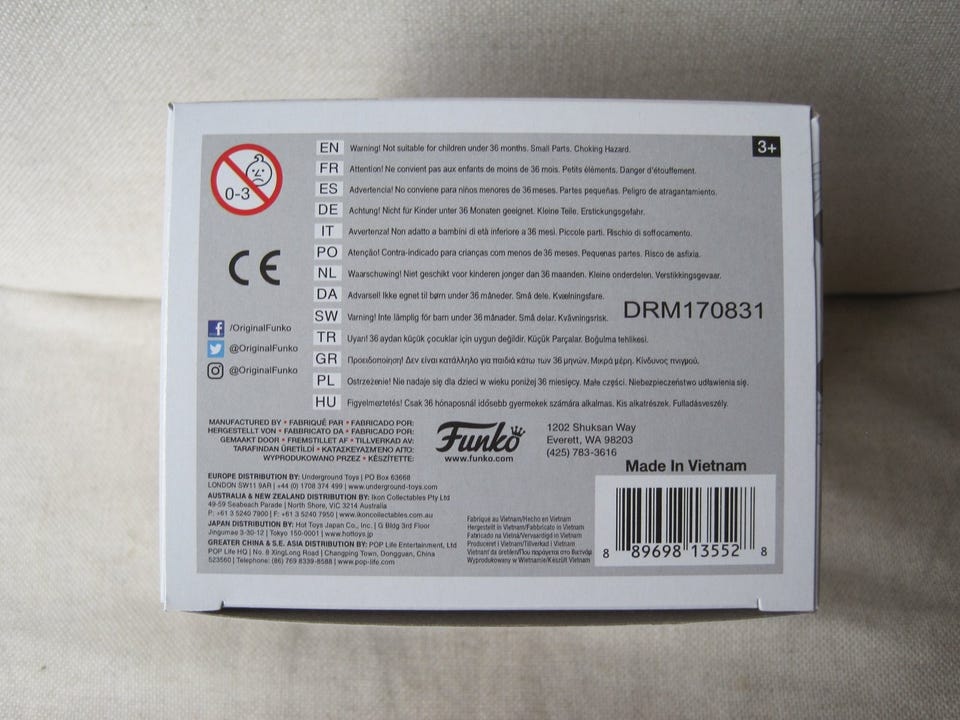 EN Warning! Not suitable for children under 36 months. Small Parts. Choking Hazard.
3+
FR Attention! Ne convient pas aux enfants de moins de 36 mois. Petits éléments. Danger d'étouffement.
0-3
ES Advertencia! No conviene para niños menores de 36 meses. Partes pequeñas. Peligro de atragantamiento.
DE Achtung! Nicht für Kinder unter 36 Monaten geeignet. Kleine Teile. Erstickungsgefahr.
IT Avvertenza! Non adatto a bambini di età inferiore a 36 mesi. Piccole parti. Rischio di soffocamento.
PO Atenção! Contra-indicado para crianças com menos de 36 meses. Pequenas partes. Risco de asfixia.
CE
NL Waarschuwing! Niet geschikt voor kinderen jonger dan 36 maanden. Kleine onderdelen. Verstikkingsgevaar.
DA Advarsel! Ikke egnet til børn under 36 måneder. Små dele. Kvælningsfare.
SW Varning! Inte lämplig för barn under 36 månader. Små delar. Kvävningsrisk.
DRM170831
TR Uyarı! 36 aydan küçük çocuklar için uygun değildir. Küçük Parçalar. Boğulma tehlikesi.
GR Προειδοποίηση! Δεν είναι κατάλληλο για παιδιά κάτω των 36 μηνών. Μικρά μέρη. Κίνδυνος πνιγμού.
PL Ostrzeżenie! Nie nadaje się dla dzieci w wieku poniżej 36 miesięcy. Małe części. Niebezpieczeństwo udławienia się.
HU Figyelmeztetés! Csak 36 hónaposnál idősebb gyermekek számára alkalmas. Kis alkatrészek. Fulladásveszély.
/OriginalFunko
@OriginalFunko
@OriginalFunko
MANUFACTURED BY • FABRIQUÉ PAR • FABRICADO POR:
HERGESTELLT VON • FABBRICATO DA • FABRICADO POR:
GEMAAKT DOOR • FREMSTILLET AF • TILLVERKAD AV:
TARAFINDAN ÜRETİLDİ • ΚΑΤΑΣΚΕΥΑΣΜΕΝΟ ΑΠΟ:
WYPRODUKOWANO PRZEZ • KÉSZÍTETTE:
Funko
www.funko.com
1202 Shuksan Way
Everett, WA 98203
(425) 783-3616
Made In Vietnam
EUROPE DISTRIBUTION BY: Underground Toys | PO Box 63668
LONDON SW11 9AR | +44 (0) 1708 374 499 | www.underground-toys.com
AUSTRALIA & NEW ZEALAND DISTRIBUTION BY: Ikon Collectables Pty Ltd
49-59 Seabeach Parade | North Shore, VIC 3214 Australia
P: +61 3 5240 7900 | F: +61 3 5240 7950 | www.ikoncollectables.com.au
JAPAN DISTRIBUTION BY: Hot Toys Japan Co., Inc. | G Bldg 3rd Floor
Jingumae 3-30-12 | Tokyo 150-0001 | www.hottoys.jp
GREATER CHINA & S.E. ASIA DISTRIBUTION BY: POP Life Entertainment, Ltd
POP Life HQ | No. 8 XingLong Road | Changping Town, Dongguan, China
523560 | Telephone: (86) 769 8339-8588 | www.pop-life.com
Fabriqué au Vietnam/Hecho en Vietnam
Hergestellt in Vietnam/Fabbricato in Vietnam
Fabricado na Vietnã/Vervaardigd in Vietnam
Produceret i Vietnam/Tillverkad i Vietnam
Vietnam'da üretilen/Που παράγεται στο Βιετνάμ
Wyprodukowany w Wietnamie/Készült Vietnam
8 89698 13552 8